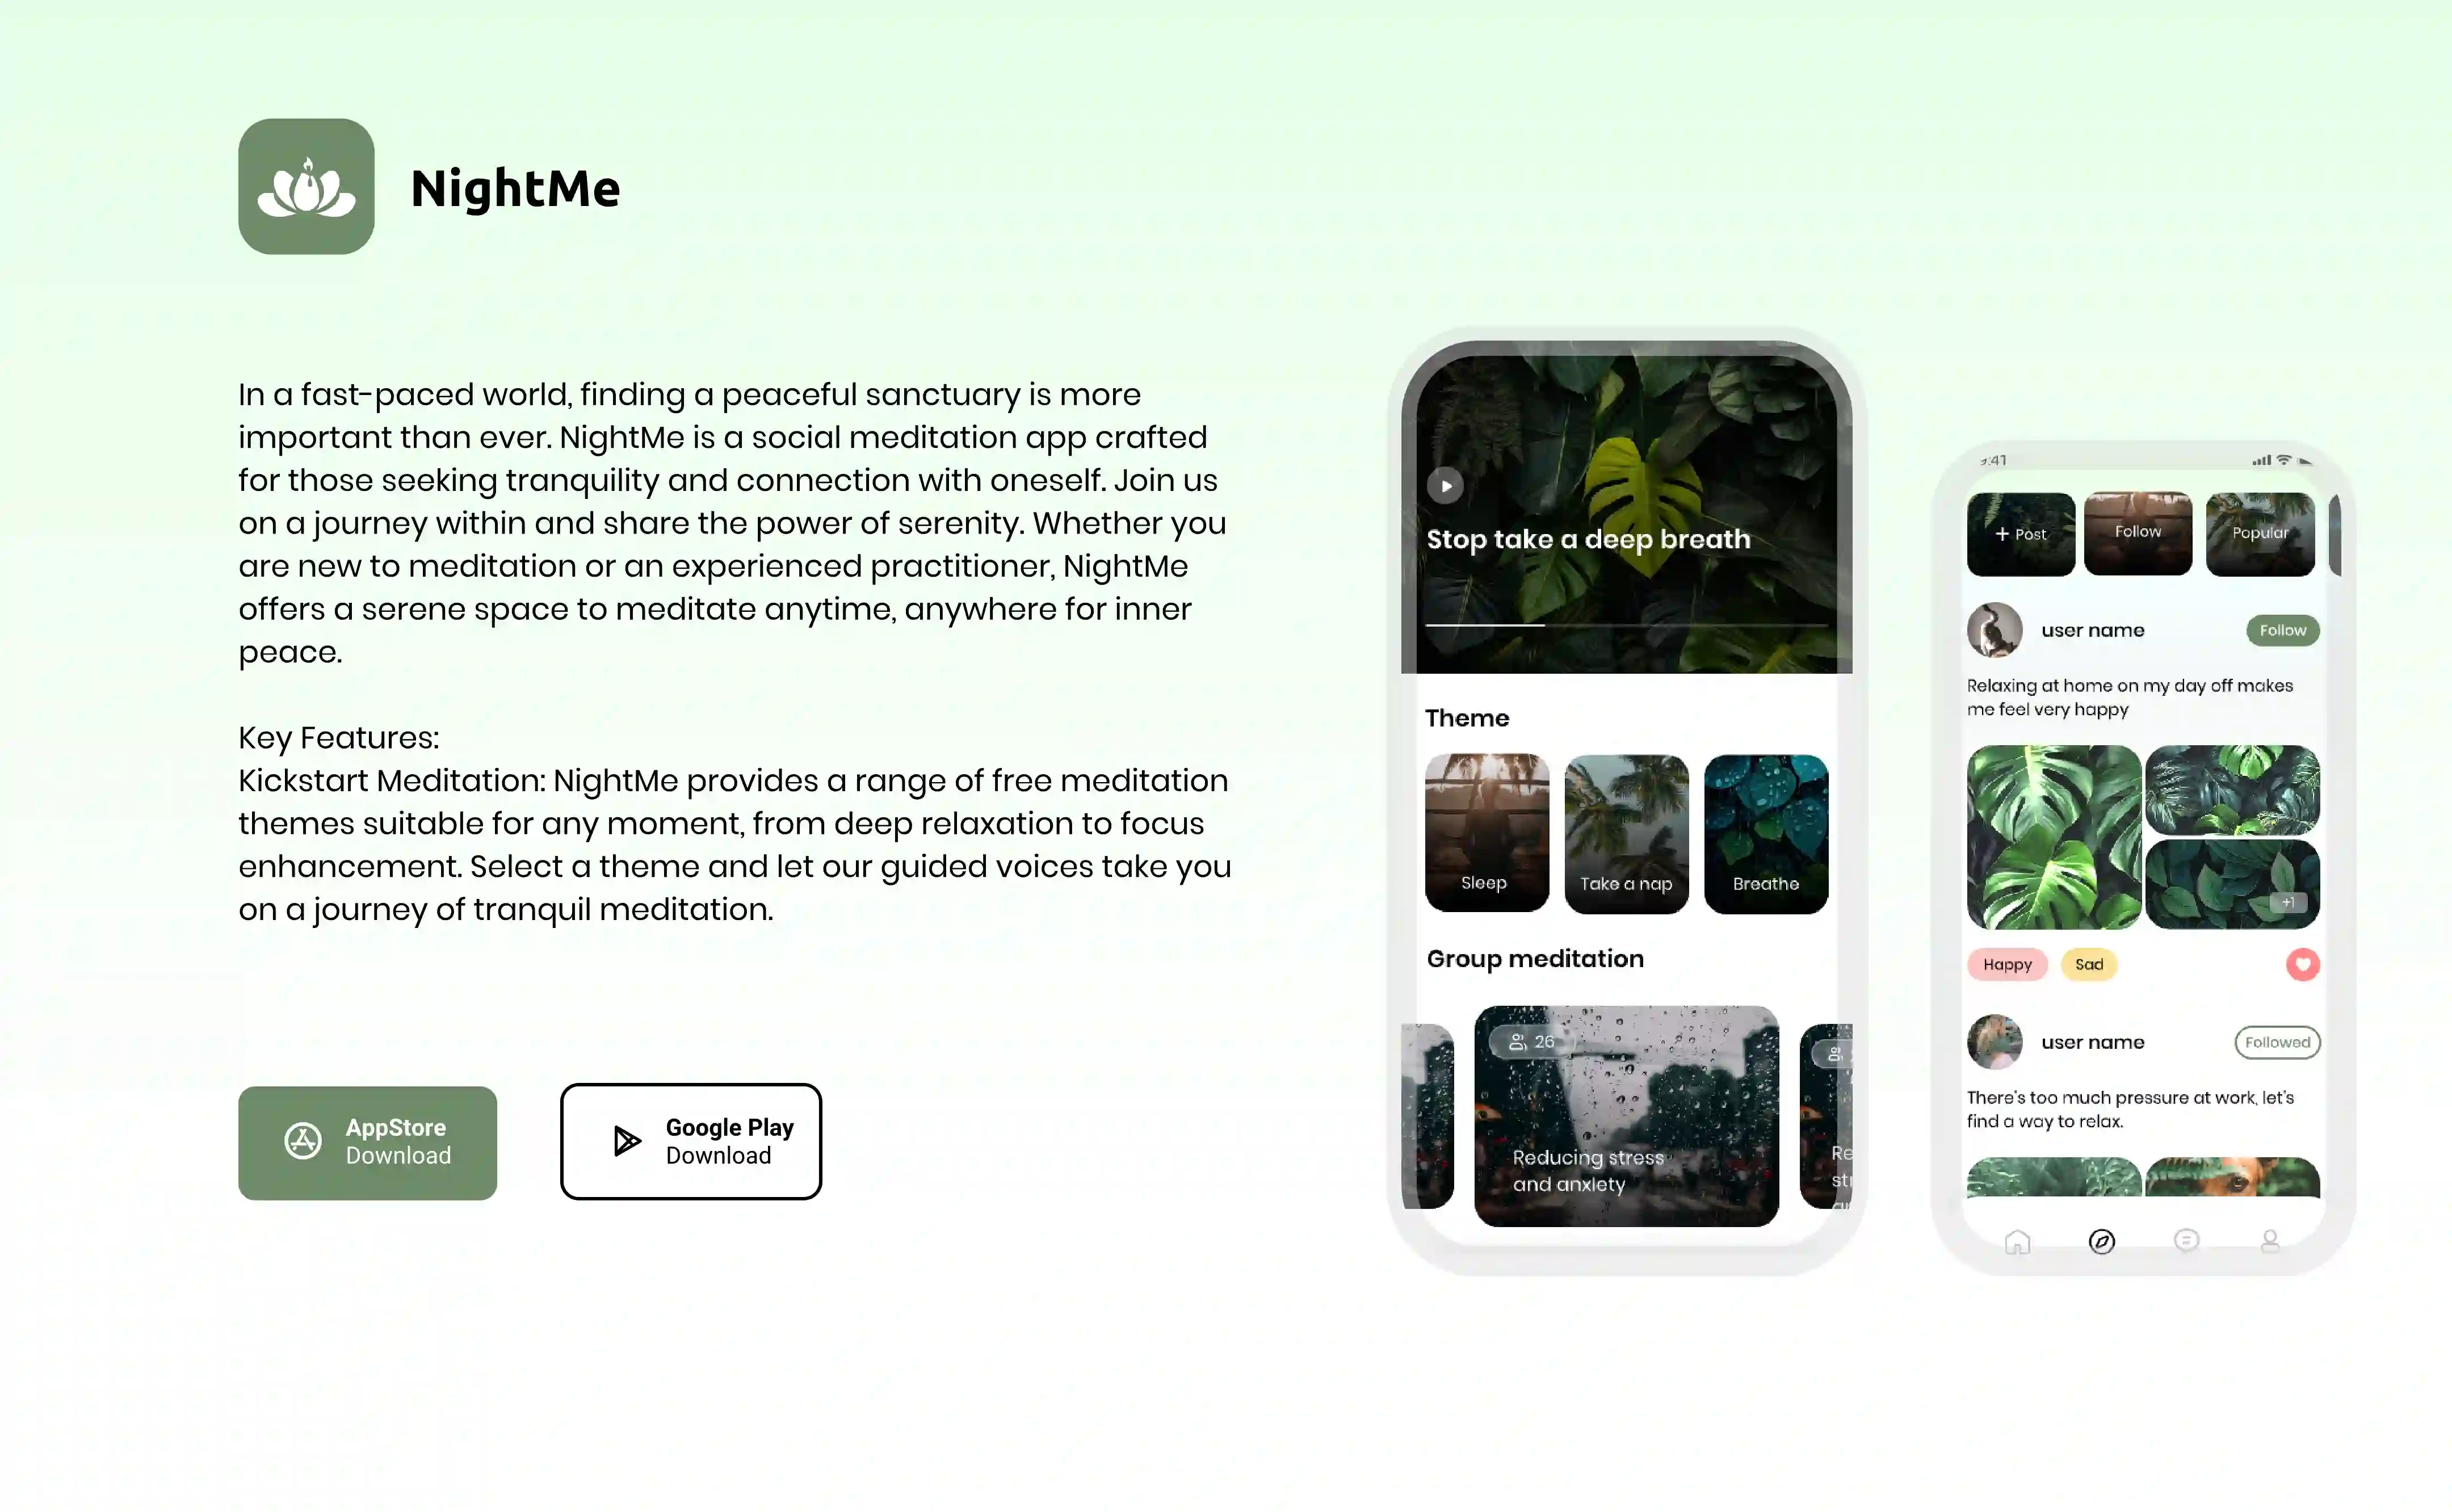 NightMe
In a fast-paced world, finding a peaceful sanctuary is more
important than ever. NightMe is a social meditation app crafted
for those seeking tranquility and connection with oneself. Join us
on a journey within and share the power of serenity. Whether you
are new to meditation or an experienced practitioner, NightMe
offers a serene space to meditate anytime, anywhere for inner
peace.
Key Features:
Kickstart Meditation: NightMe provides a range of free meditation
themes suitable for any moment, from deep relaxation to focus
enhancement. Select a theme and let our guided voices take you
on a journey of tranquil meditation.
AppStore
Download
Google Play
Download
Stop take a deep breath
Theme
Sleep
Take a nap
Breathe
Group meditation
26
Reducing stress
and anxlety
Re
str
9:41
+ Post
Follow
Popular
user name
Follow
Relaxing at home on my day off makes
me feel very happy
+1
Happy
Sad
user name
Followed
There's too much pressure at work, let's
find a way to relax.